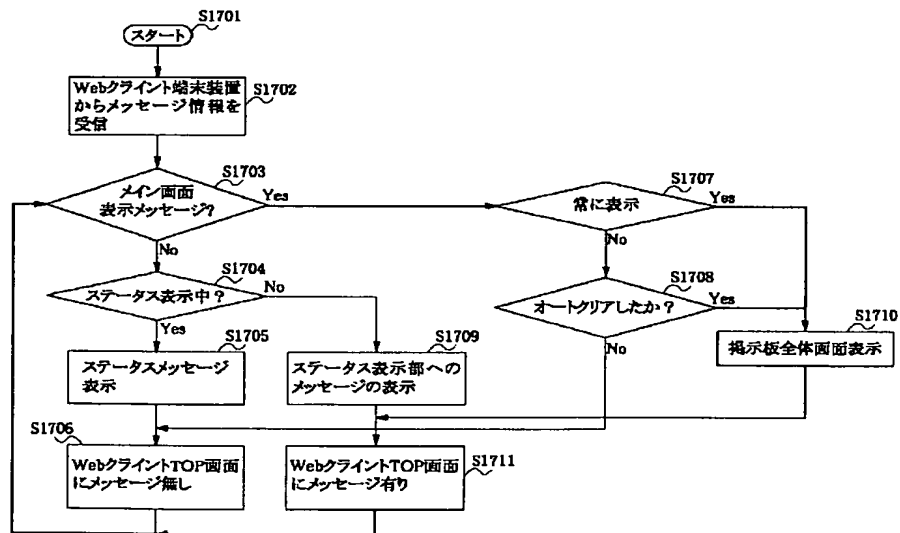 S1701
スタート
Webクライント端末装置
からメッセージ情報を
受信
S1702
S1703
メイン画面
表示メッセージ?
Yes
No
S1707
常に表示
Yes
No
S1704
ステータス表示中?
No
Yes
S1708
オートクリアしたか?
Yes
No
S1705
ステータスメッセージ
表示
S1709
ステータス表示部への
メッセージの表示
S1710
掲示板全体画面表示
S1706
WebクライントTOP画面
にメッセージ無し
WebクライントTOP画面
にメッセージ有り
S1711